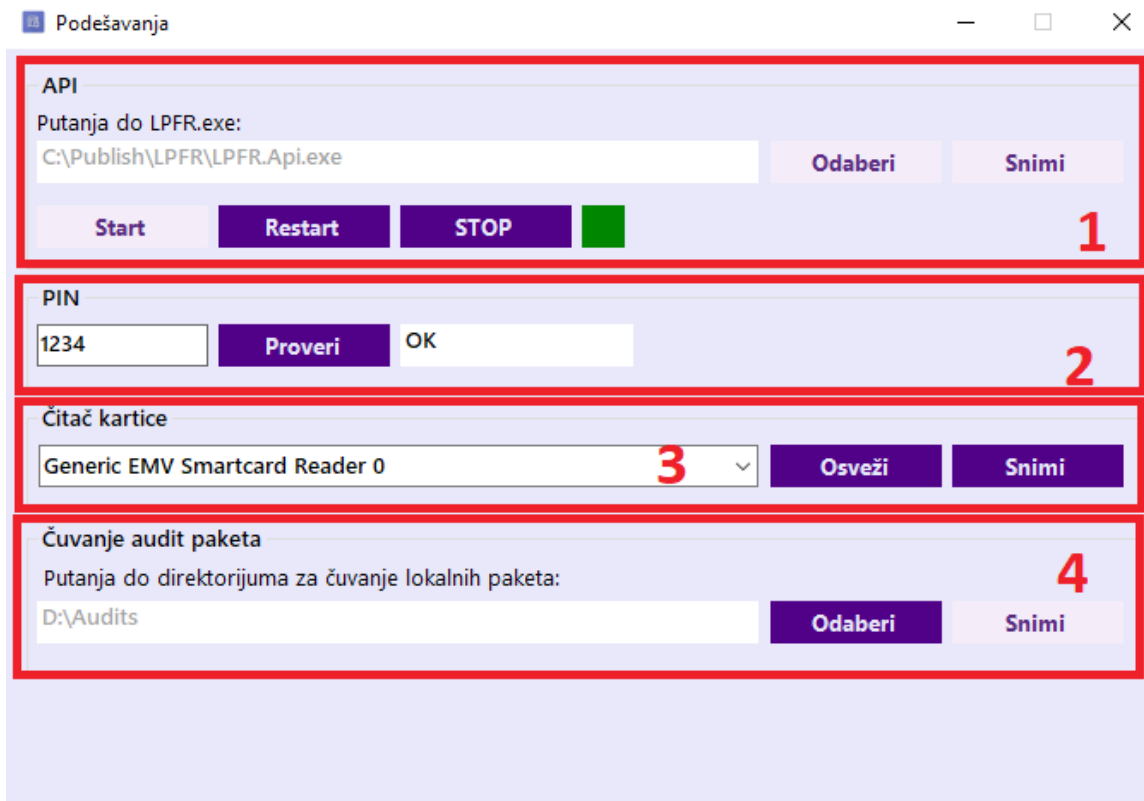 Podešavanja
API
Putanja do LPFR.exe:
C:\Publish\LPFR\LPFR.Api.exe Odaberi Snimi
Start Restart STOP 1
PIN
1234 Proveri OK 2
Čitač kartice
Generic EMV Smartcard Reader 0 3 Osveži Snimi
Čuvanje audit paketa
Putanja do direktorijuma za čuvanje lokalnih paketa: 4
D:\Audits Odaberi Snimi